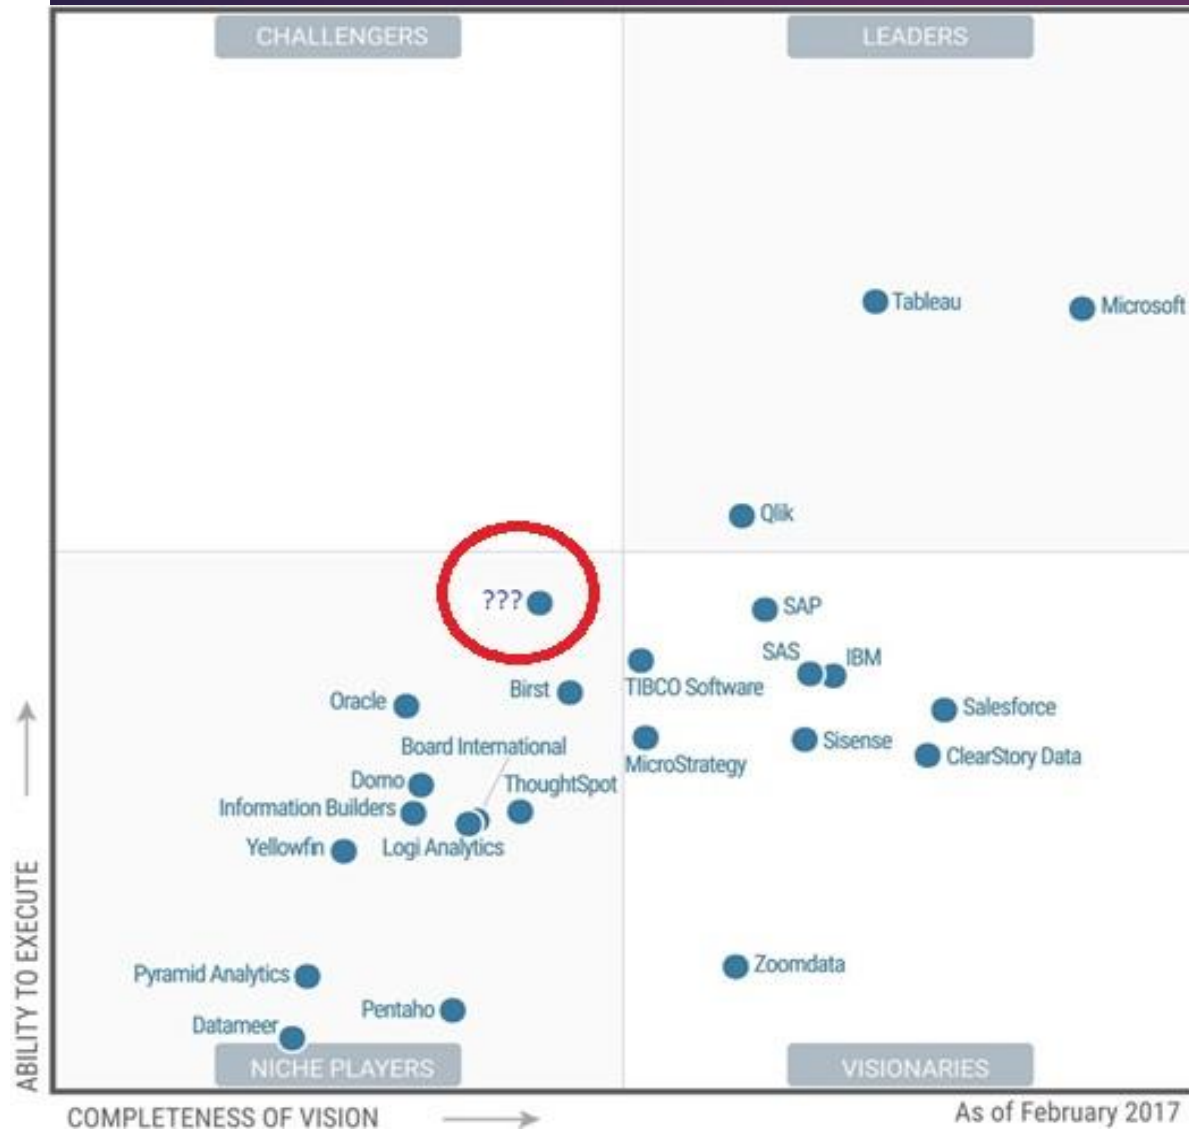 CHALLENGERS
LEADERS
Tableau
Microsoft
Qlik
???
SAP
SAS
IBM
TIBCO Software
Birst
Oracle
Salesforce
Board International
Sisense
ClearStory Data
MicroStrategy
Domo
ThoughtSpot
Information Builders
Yellowfin
Logi Analytics
Zoomdata
Pyramid Analytics
Pentaho
Datameer
NICHE PLAYERS
VISIONARIES
ABILITY TO EXECUTE
COMPLETENESS OF VISION
As of February 2017